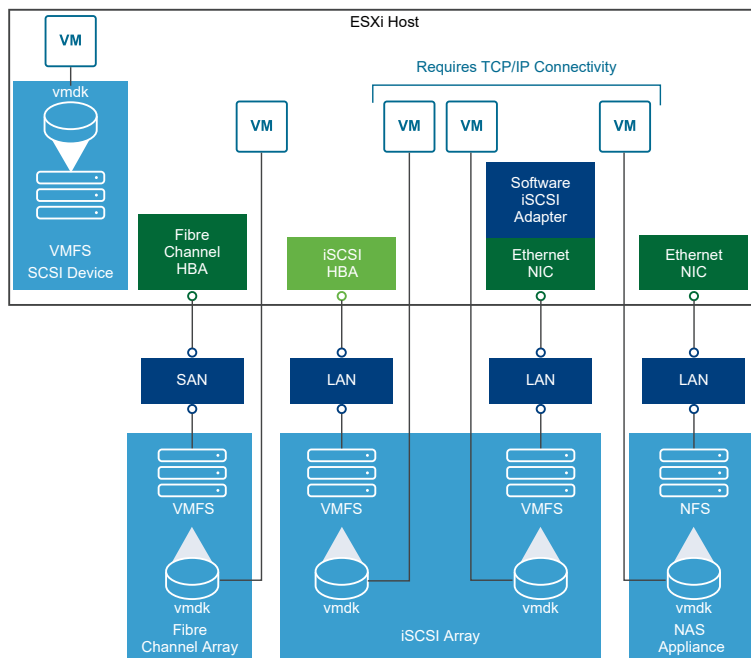 ESXi Host
VM
Requires TCP/IP Connectivity
vmdk
VM
VM
VM
VM
VMFS
SCSI Device
Fibre
Channel
HBA
iSCSI
HBA
Software
iSCSI
Adapter
Ethernet
NIC
Ethernet
NIC
SAN
LAN
LAN
LAN
VMFS
VMFS
VMFS
NFS
vmdk
vmdk
vmdk
vmdk
Fibre
Channel Array
iSCSI Array
NAS
Appliance